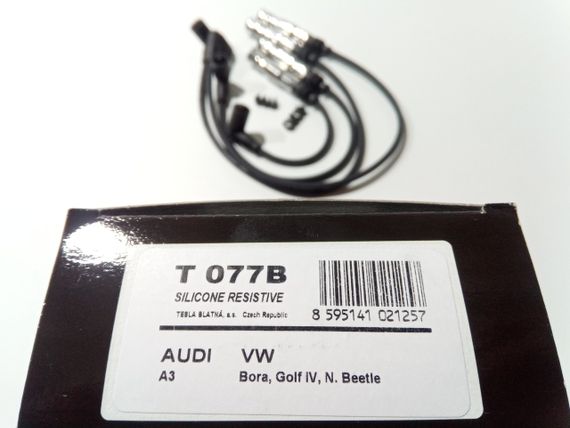 T 077B
SILICONE RESISTIVE
TESLA BLATNÁ, a.s. Czech Republic
8 595141 021257
AUDI VW
A3 Bora, Golf IV, N. Beetle